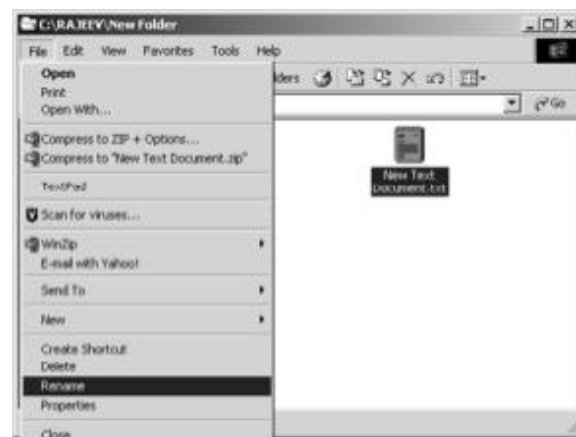 C:\RAJEEV\New Folder
File Edit View Favorites Tools Help
ders
Go
Open
Print
Open With...
Compress to ZIP + Options...
Compress to "New Text Document.zip"
TextPad
Scan for viruses...
WinZip
E-mail with Yahoo!
Send To
New
Create Shortcut
Delete
Rename
Properties
Close
New Text
Document.txt